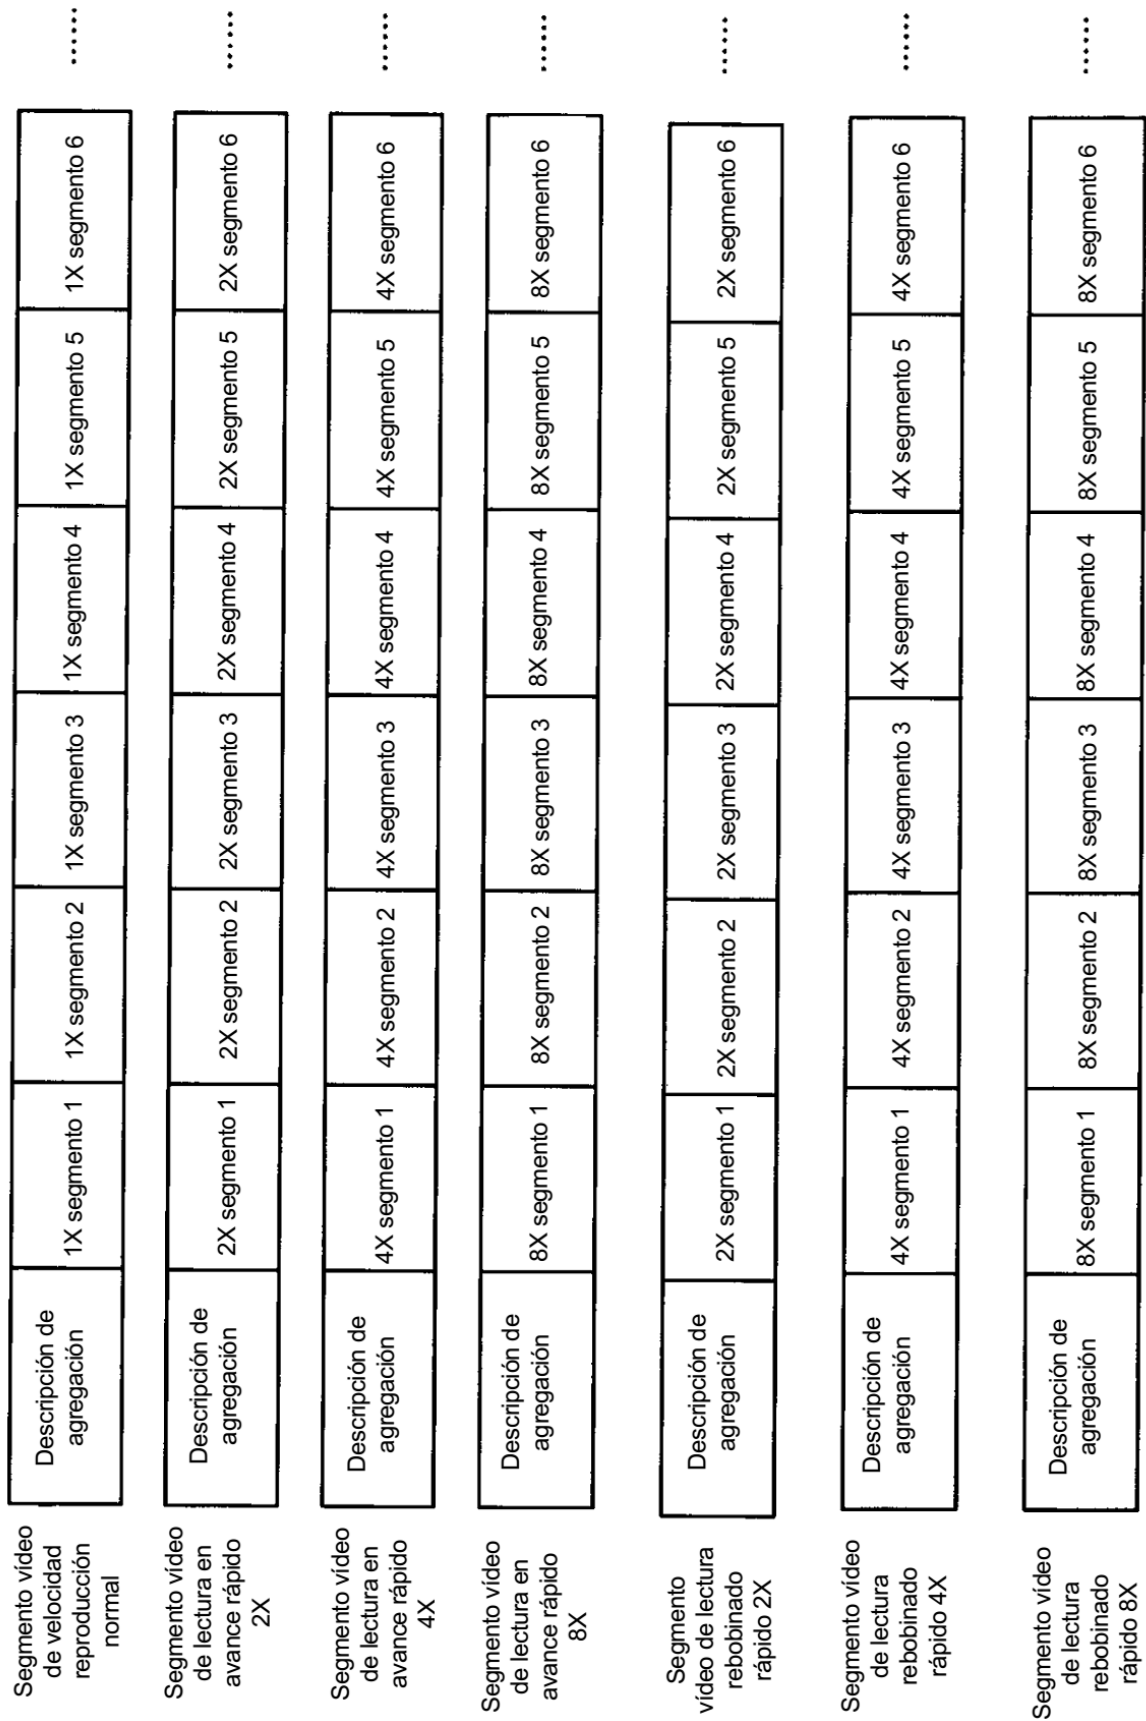 Segmento vídeo
de velocidad
reproducción
normal
Descripción de
agregación
1X segmento 1
1X segmento 2
1X segmento 3
1X segmento 4
1X segmento 5
1X segmento 6
......
Segmento vídeo
de lectura en
avance rápido
2X
Descripción de
agregación
2X segmento 1
2X segmento 2
2X segmento 3
2X segmento 4
2X segmento 5
2X segmento 6
......
Segmento vídeo
de lectura en
avance rápido
4X
Descripción de
agregación
4X segmento 1
4X segmento 2
4X segmento 3
4X segmento 4
4X segmento 5
4X segmento 6
......
Segmento vídeo
de lectura en
avance rápido
8X
Descripción de
agregación
8X segmento 1
8X segmento 2
8X segmento 3
8X segmento 4
8X segmento 5
8X segmento 6
......
Segmento
vídeo de lectura
rebobinado
rápido 2X
Descripción de
agregación
2X segmento 1
2X segmento 2
2X segmento 3
2X segmento 4
2X segmento 5
2X segmento 6
......
Segmento vídeo
de lectura
rebobinado
rápido 4X
Descripción de
agregación
4X segmento 1
4X segmento 2
4X segmento 3
4X segmento 4
4X segmento 5
4X segmento 6
......
Segmento vídeo
de lectura
rebobinado
rápido 8X
Descripción de
agregación
8X segmento 1
8X segmento 2
8X segmento 3
8X segmento 4
8X segmento 5
8X segmento 6
......